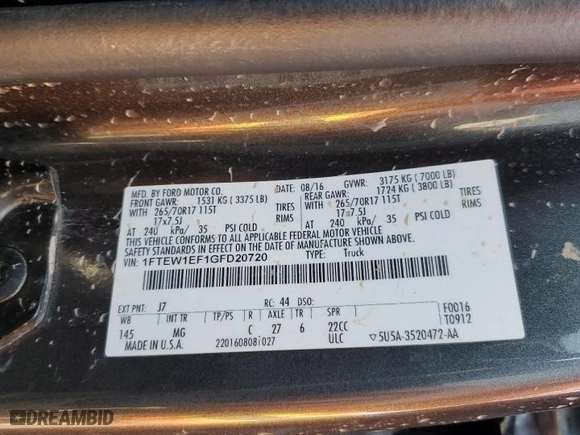 MFD. BY FORD MOTOR CO.
DATE: 08/16 GVWR: 3175 KG ( 7000 LB)
FRONT GAWR: 1531 KG ( 3375 LB) REAR GAWR: 1724 KG ( 3800 LB)
WITH 265/70R17 115T TIRES WITH 265/70R17 115T TIRES
17x7.5J RIMS 17x7.5J RIMS
AT 240 kPa/ 35 PSI COLD AT 240 kPa/ 35 PSI COLD
THIS VEHICLE CONFORMS TO ALL APPLICABLE FEDERAL MOTOR VEHICLE
SAFETY STANDARDS IN EFFECT ON THE DATE OF MANUFACTURE SHOWN ABOVE.
VIN: 1FTEW1EF1GFD20720 TYPE: Truck
EXT PNT: J7 RC: 44 DSO: F0016
WB INT TR TP/PS R AXLE TR SPR T0912
145 MG C 27 6 22CC
MADE IN U.S.A. 220160808i027 ULC 5U5A-3520472-AA
DREAMBID